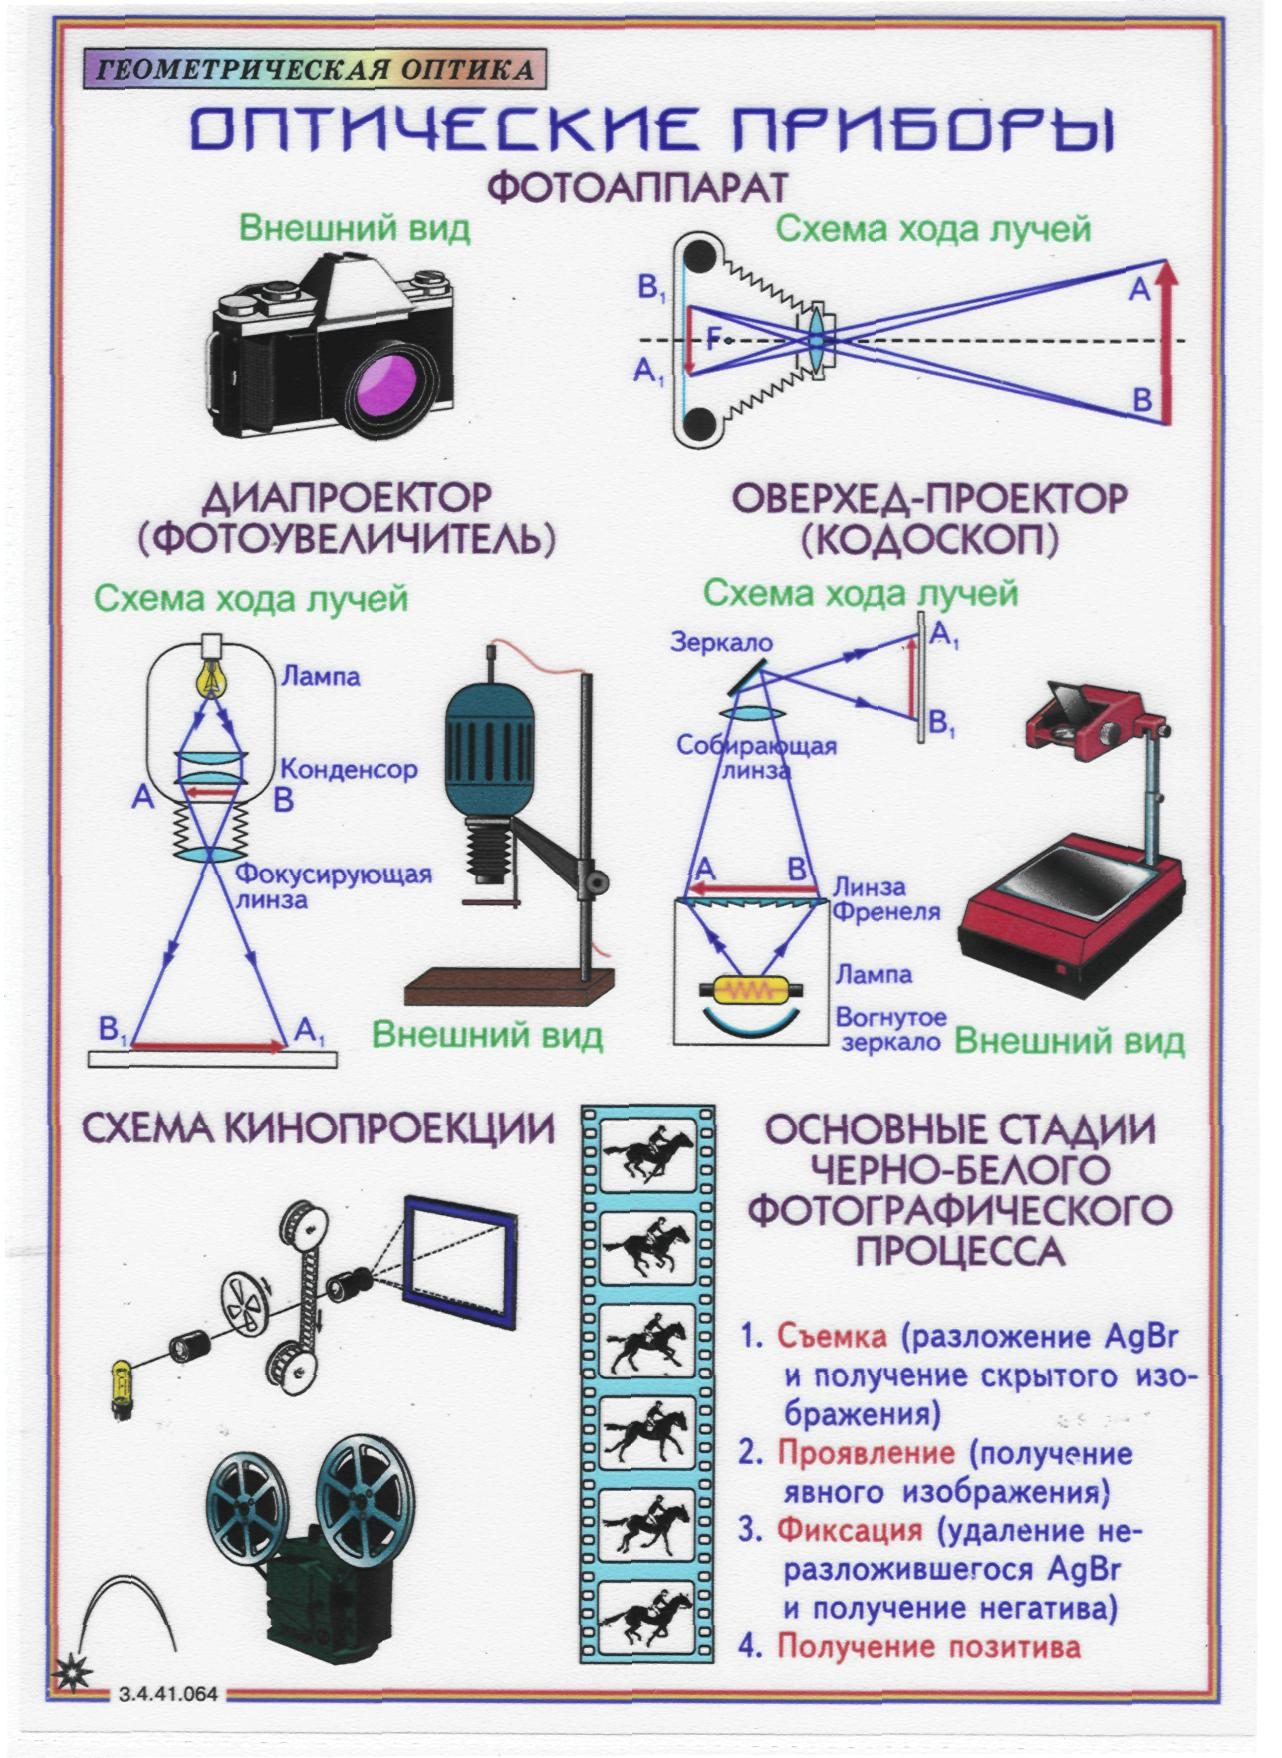 ГЕОМЕТРИЧЕСКАЯ ОПТИКА
ОПТИЧЕСКИЕ ПРИБОРЫ
ФОТОАППАРАТ
Внешний вид
Схема хода лучей
B₁
F
A₁
A
B
ДИАПРОЕКТОР
(ФОТОУВЕЛИЧИТЕЛЬ)
Схема хода лучей
Лампа
Конденсор
A
B
Фокусирующая
линза
B₁
A₁
Внешний вид
ОВЕРХЕД-ПРОЕКТОР
(КОДОСКОП)
Схема хода лучей
Зеркало
A₁
B₁
Собирающая
линза
A
B
Линза
Френеля
Лампа
Вогнутое
зеркало
Внешний вид
СХЕМА КИНОПРОЕКЦИИ
ОСНОВНЫЕ СТАДИИ
ЧЕРНО-БЕЛОГО
ФОТОГРАФИЧЕСКОГО
ПРОЦЕССА
1. Съемка (разложение AgBr
и получение скрытого изо-
бражения)
2. Проявление (получение
явного изображения)
3. Фиксация (удаление не-
разложившегося AgBr
и получение негатива)
4. Получение позитива
3.4.41.064